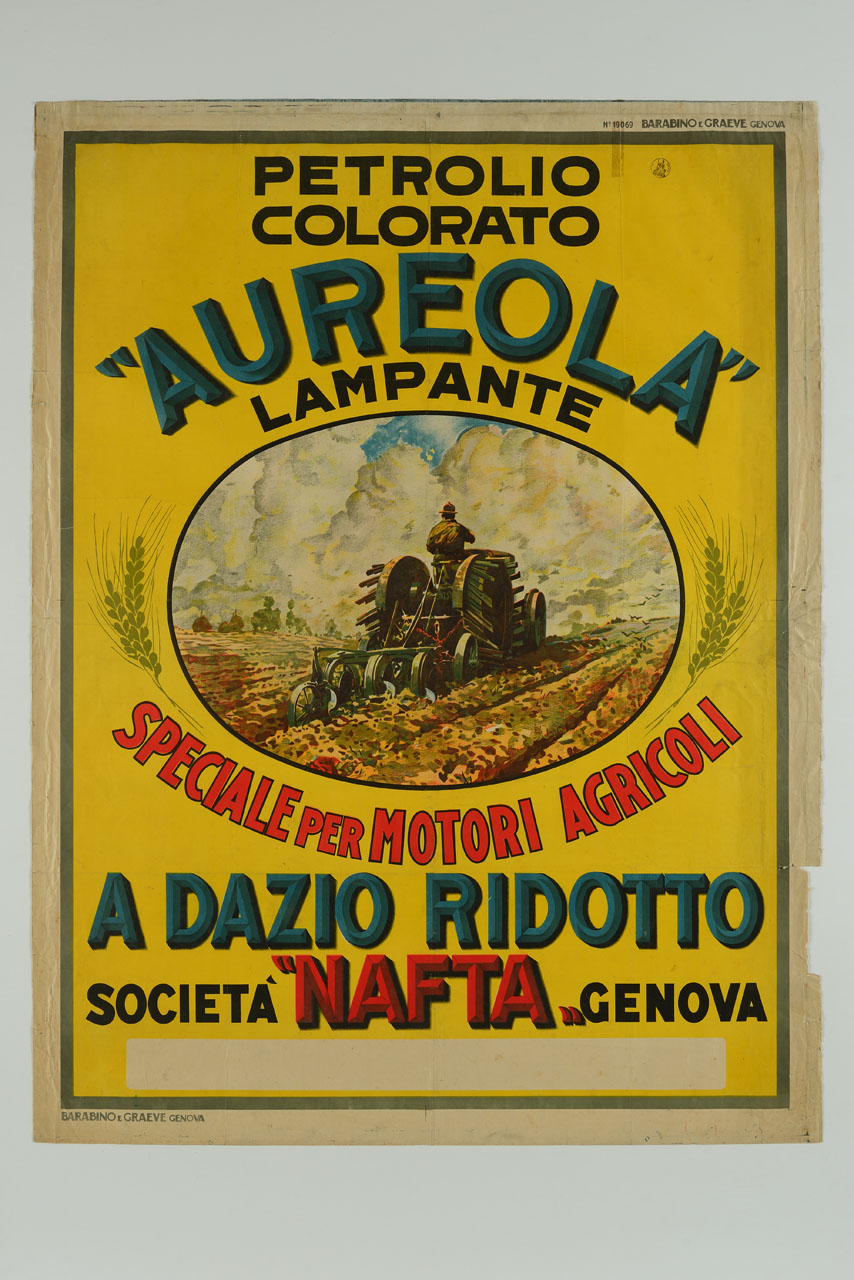 Nº 19069 BARABINO E GRAEVE GENOVA
PETROLIO
COLORATO
"AUREOLA"
LAMPANTE
SPECIALE PER MOTORI AGRICOLI
A DAZIO RIDOTTO
SOCIETÀ "NAFTA„ GENOVA
BARABINO E GRAEVE GENOVA